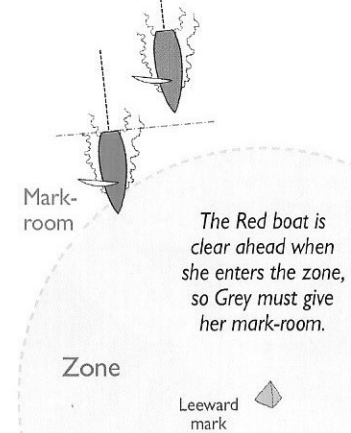 Mark-
room
The Red boat is
clear ahead when
she enters the zone,
so Grey must give
her mark-room.
Zone
Leeward
mark